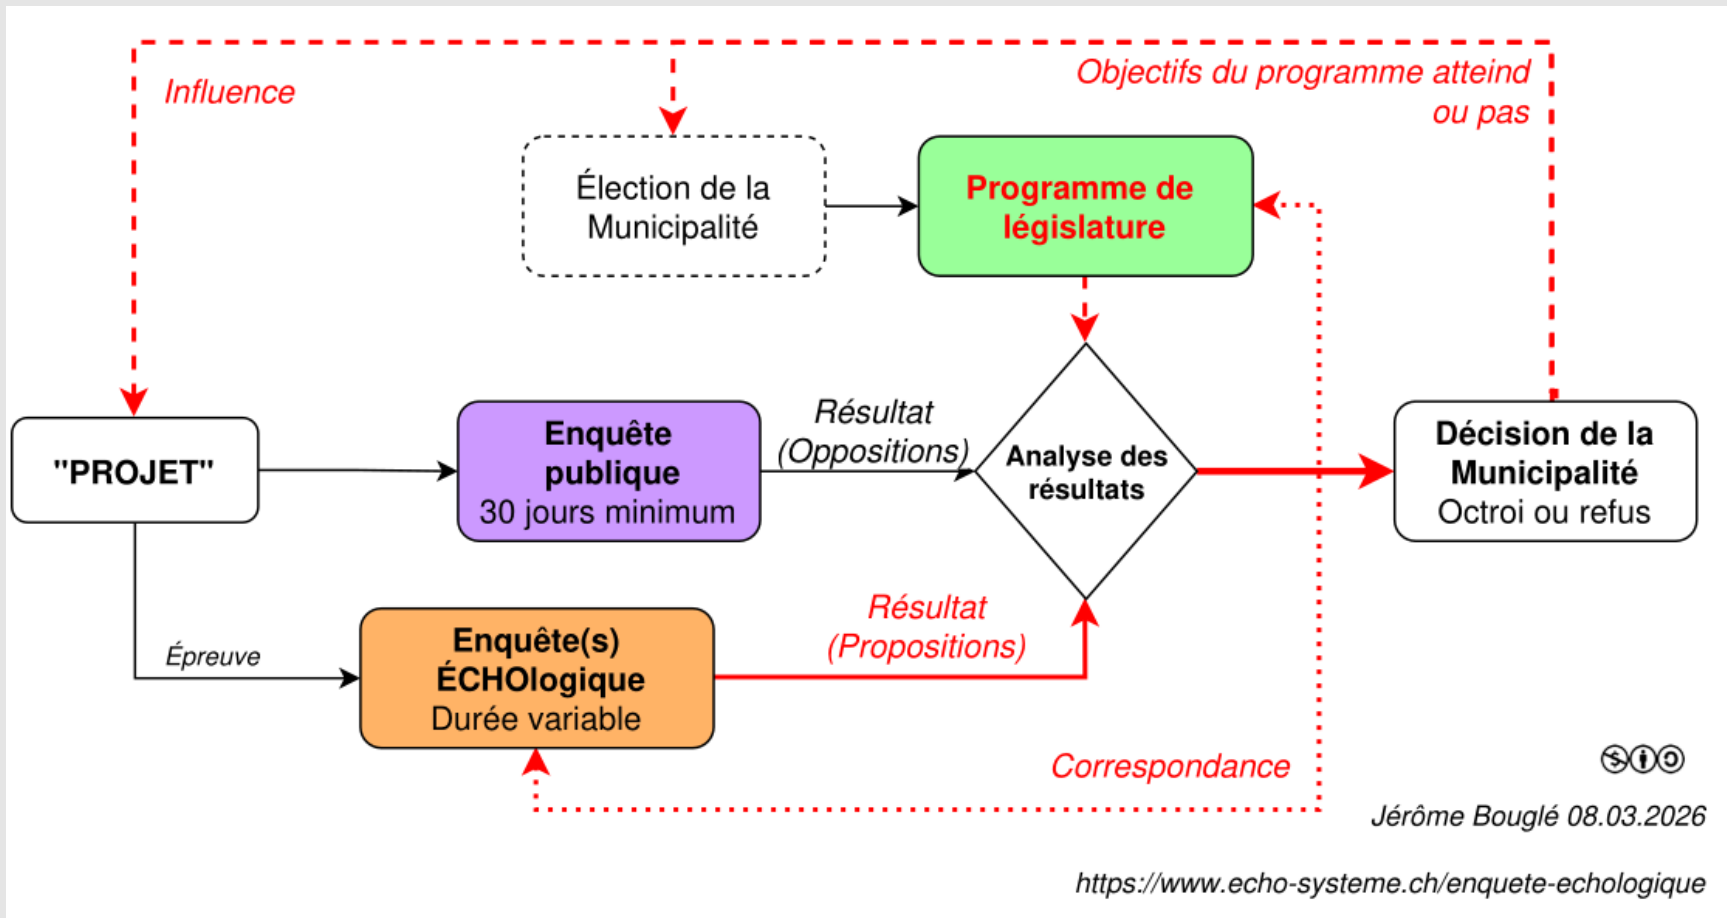 Influence
Objectifs du programme atteind
ou pas
Élection de la
Municipalité
Programme de
législature
"PROJET"
Enquête
publique
30 jours minimum
Résultat
(Oppositions)
Analyse des
résultats
Décision de la
Municipalité
Octroi ou refus
Épreuve
Enquête(s)
ÉCHOlogique
Durée variable
Résultat
(Propositions)
Correspondance
Jérôme Bouglé 08.03.2026
https://www.echo-systeme.ch/enquete-echologique